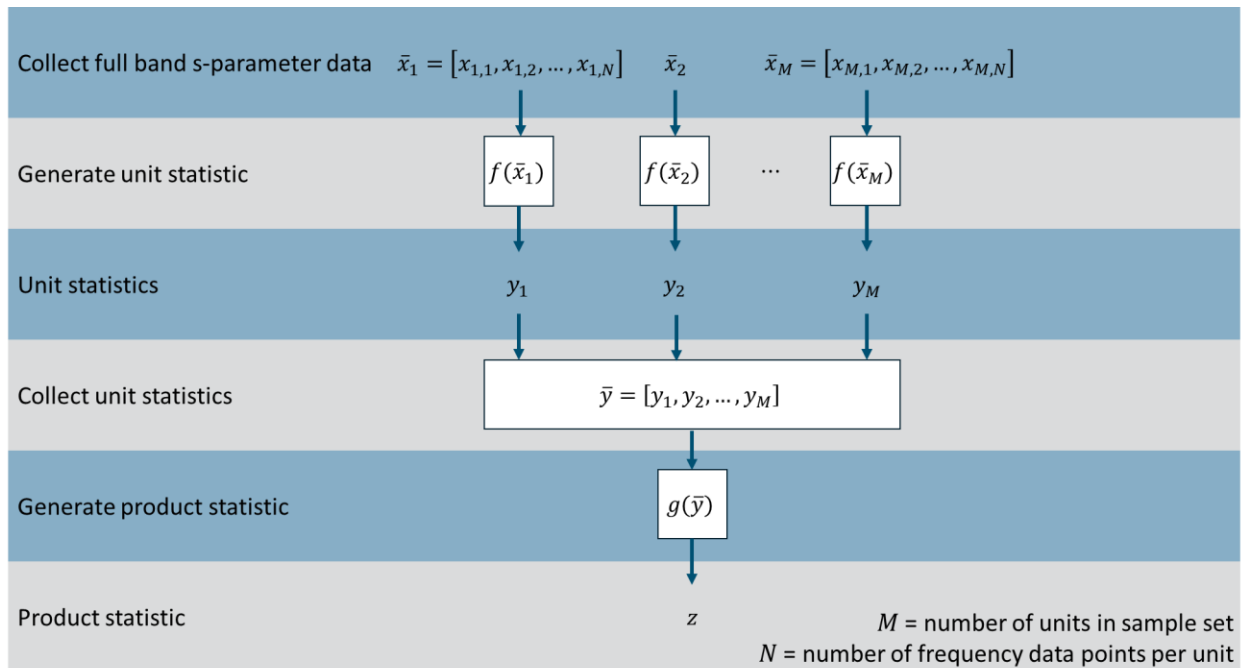 Collect full band s-parameter data x̄₁ = [x₁,₁, x₁,₂, …, x₁,N] x̄₂ x̄M = [xM,₁, xM,₂, …, xM,N]
Generate unit statistic f(x̄₁) f(x̄₂) … f(x̄M)
Unit statistics y₁ y₂ yM
Collect unit statistics ȳ = [y₁, y₂, …, yM]
Generate product statistic g(ȳ)
Product statistic z
M = number of units in sample set
N = number of frequency data points per unit